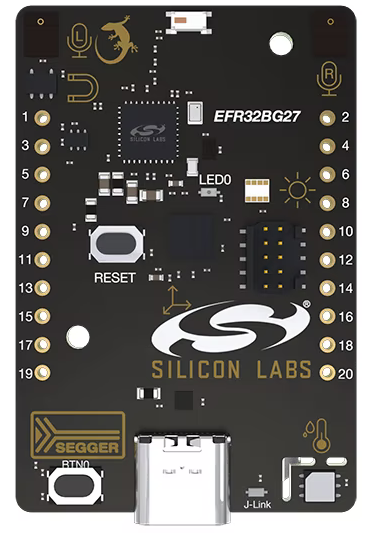 L
R
EFR32BG27
SILICON LABS
1
2
3
4
5
6
LED0
7
8
9
10
RESET
11
12
13
14
15
16
17
18
SILICON LABS
®
19
20
SEGGER
BTN0
J-Link